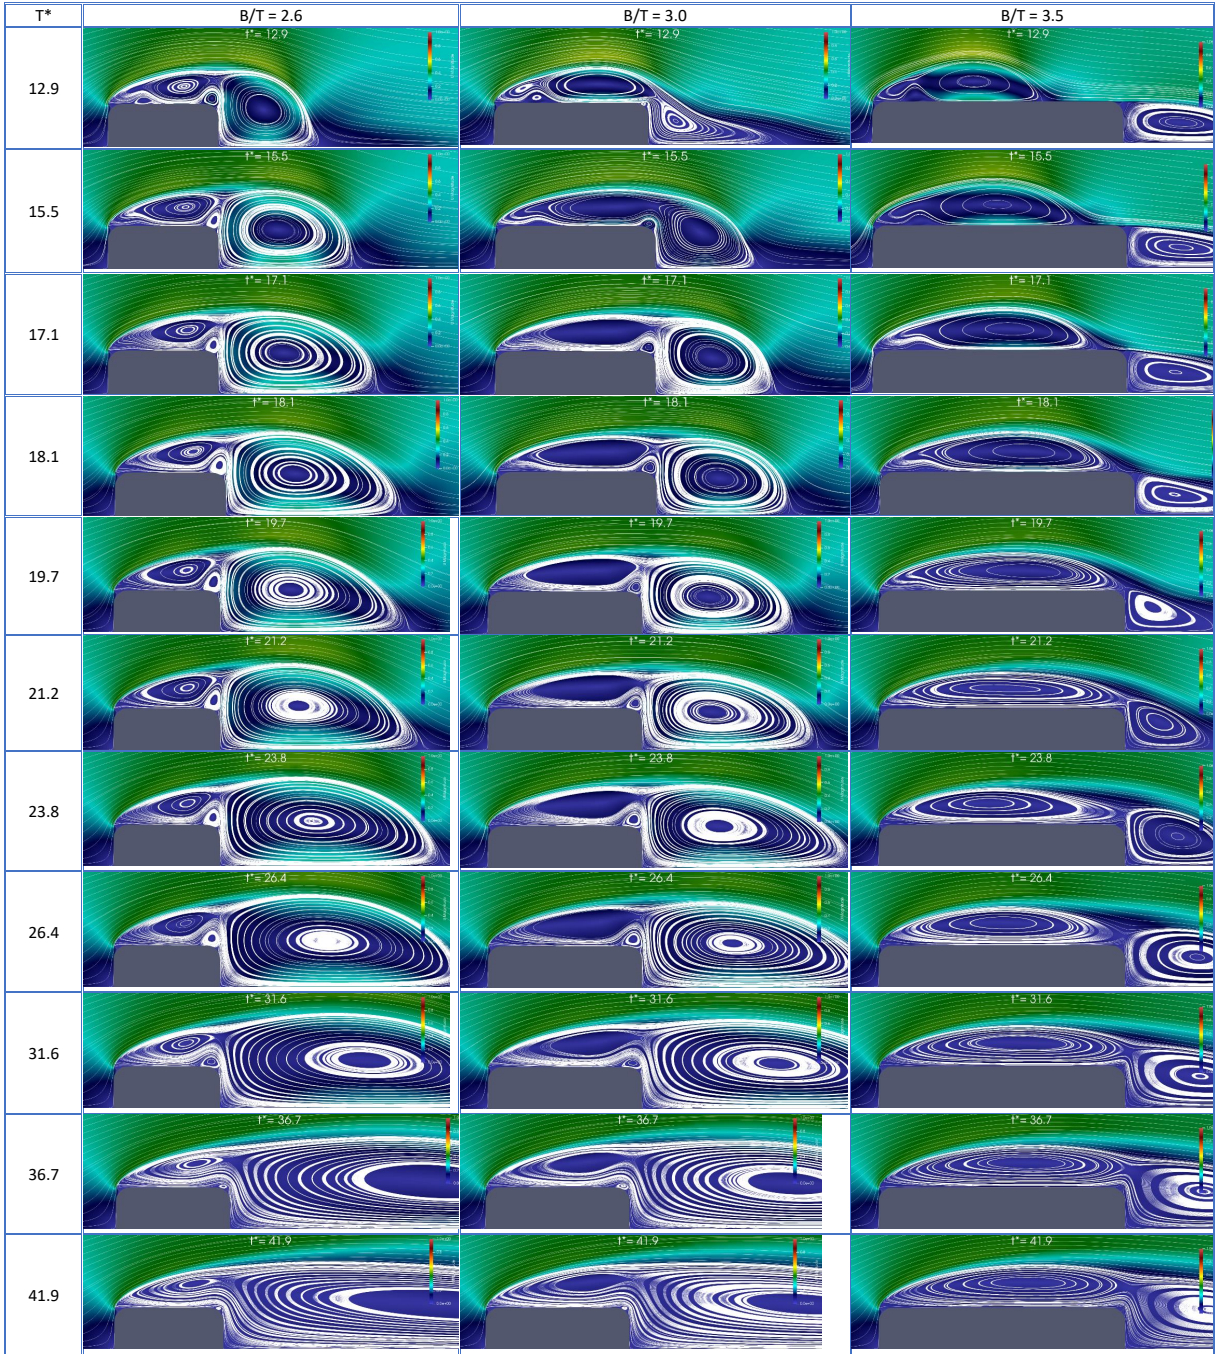 T* B/T = 2.6 B/T = 3.0 B/T = 3.5
12.9 t*= 12.9 t*= 12.9 t*= 12.9
15.5 t*= 15.5 t*= 15.5 t*= 15.5
17.1 t*= 17.1 t*= 17.1 t*= 17.1
18.1 t*= 18.1 t*= 18.1 t*= 18.1
19.7 t*= 19.7 t*= 19.7 t*= 19.7
21.2 t*= 21.2 t*= 21.2 t*= 21.2
23.8 t*= 23.8 t*= 23.8 t*= 23.8
26.4 t*= 26.4 t*= 26.4 t*= 26.4
31.6 t*= 31.6 t*= 31.6 t*= 31.6
36.7 t*= 36.7 t*= 36.7 t*= 36.7
41.9 t*= 41.9 t*= 41.9 t*= 41.9